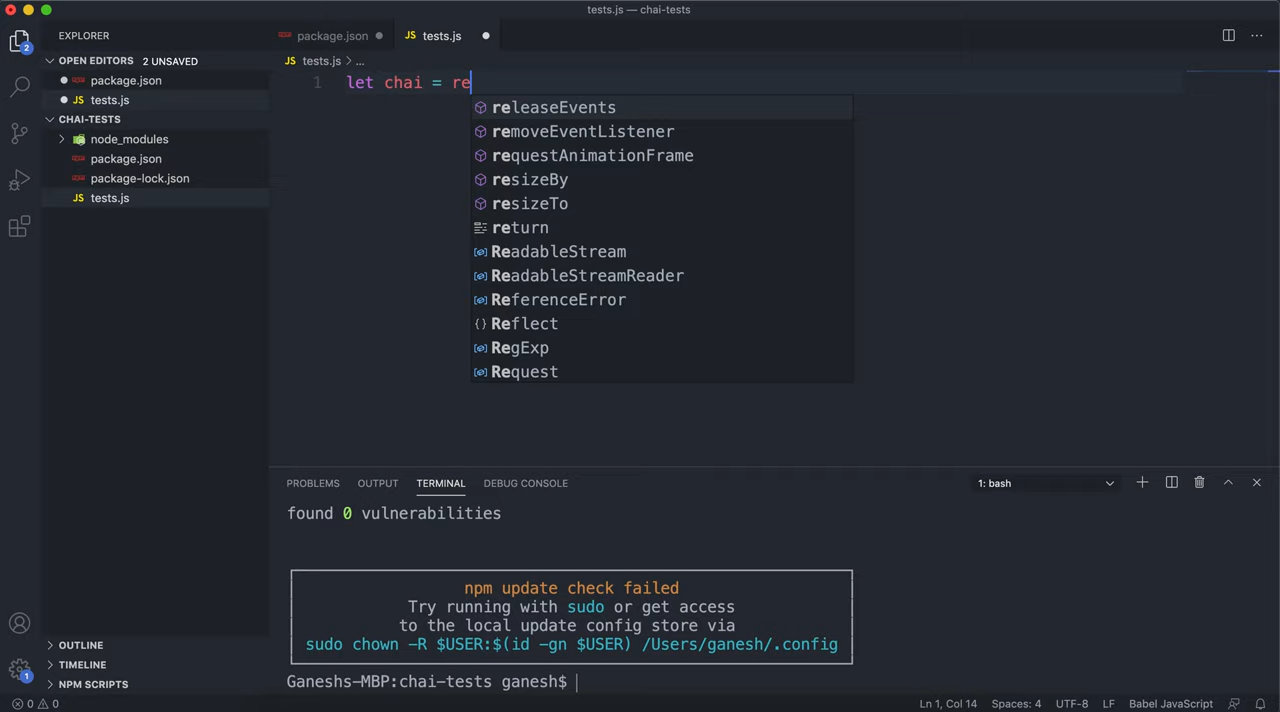 tests.js — chai-tests
EXPLORER
package.json
JS tests.js
2
OPEN EDITORS 2 UNSAVED
JS tests.js > ...
package.json
1 let chai = re
JS tests.js
releaseEvents
CHAI-TESTS
removeEventListener
node_modules
requestAnimationFrame
package.json
resizeBy
package-lock.json
resizeTo
JS tests.js
return
ReadableStream
ReadableStreamReader
ReferenceError
Reflect
RegExp
Request
PROBLEMS OUTPUT TERMINAL DEBUG CONSOLE 1: bash
found 0 vulnerabilities
npm update check failed
Try running with sudo or get access
to the local update config store via
sudo chown -R $USER:$(id -gn $USER) /Users/ganesh/.config
Ganeshs-MBP:chai-tests ganesh$
OUTLINE
TIMELINE
NPM SCRIPTS
1
0 0 Ln 1, Col 14 Spaces: 4 UTF-8 LF Babel JavaScript